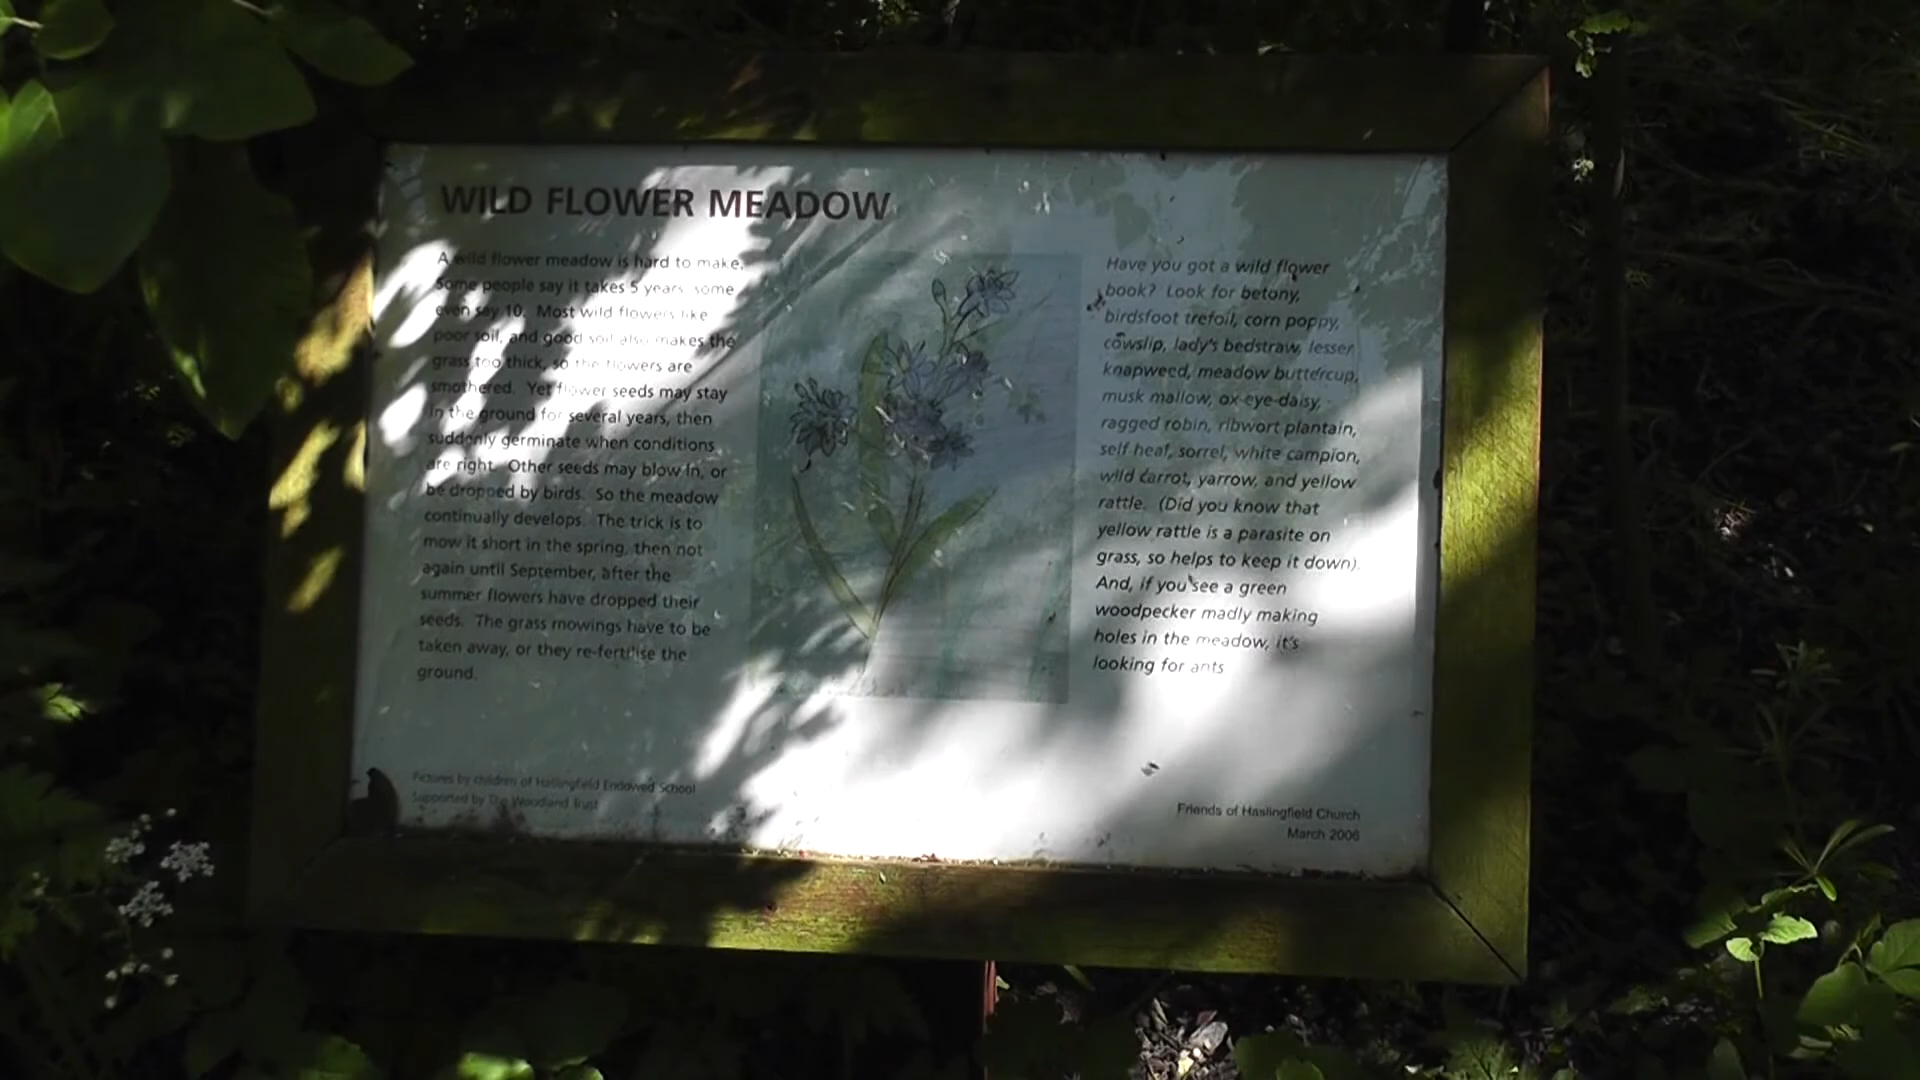 WILD FLOWER MEADOW
A wild flower meadow is hard to make.
Some people say it takes 5 years, some
even say 10. Most wild flowers like
poor soil, and good soil also makes the
grass too thick, so the flowers are
smothered. Yet flower seeds may stay
in the ground for several years, then
suddenly germinate when conditions
are right. Other seeds may blow in, or
be dropped by birds. So the meadow
continually develops. The trick is to
mow it short in the spring, then not
again until September, after the
summer flowers have dropped their
seeds. The grass mowings have to be
taken away, or they re-fertilise the
ground.
Have you got a wild flower
book? Look for betony,
birdsfoot trefoil, corn poppy,
cowslip, lady's bedstraw, lesser
knapweed, meadow buttercup,
musk mallow, ox-eye-daisy,
ragged robin, ribwort plantain,
self heal, sorrel, white campion,
wild carrot, yarrow, and yellow
rattle. (Did you know that
yellow rattle is a parasite on
grass, so helps to keep it down).
And, if you see a green
woodpecker madly making
holes in the meadow, it's
looking for ants
Pictures by children of Haslingfield Endowed School
Supported by The Woodland Trust
Friends of Haslingfield Church
March 2006